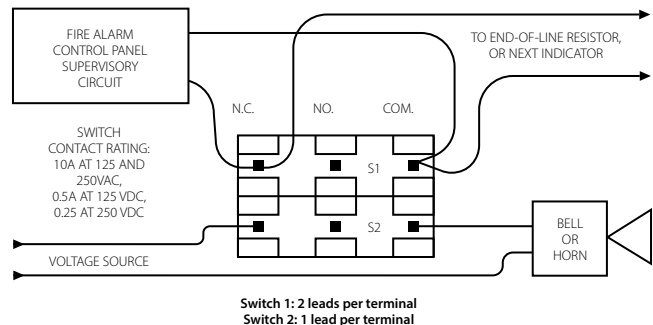 FIRE ALARM
CONTROL PANEL
SUPERVISORY
CIRCUIT
TO END-OF-LINE RESISTOR,
OR NEXT INDICATOR
N.C.
NO.
COM.
SWITCH
CONTACT RATING:
10A AT 125 AND
250VAC,
0.5A AT 125 VDC,
0.25 AT 250 VDC
S1
S2
BELL
OR
HORN
VOLTAGE SOURCE
Switch 1: 2 leads per terminal
Switch 2: 1 lead per terminal